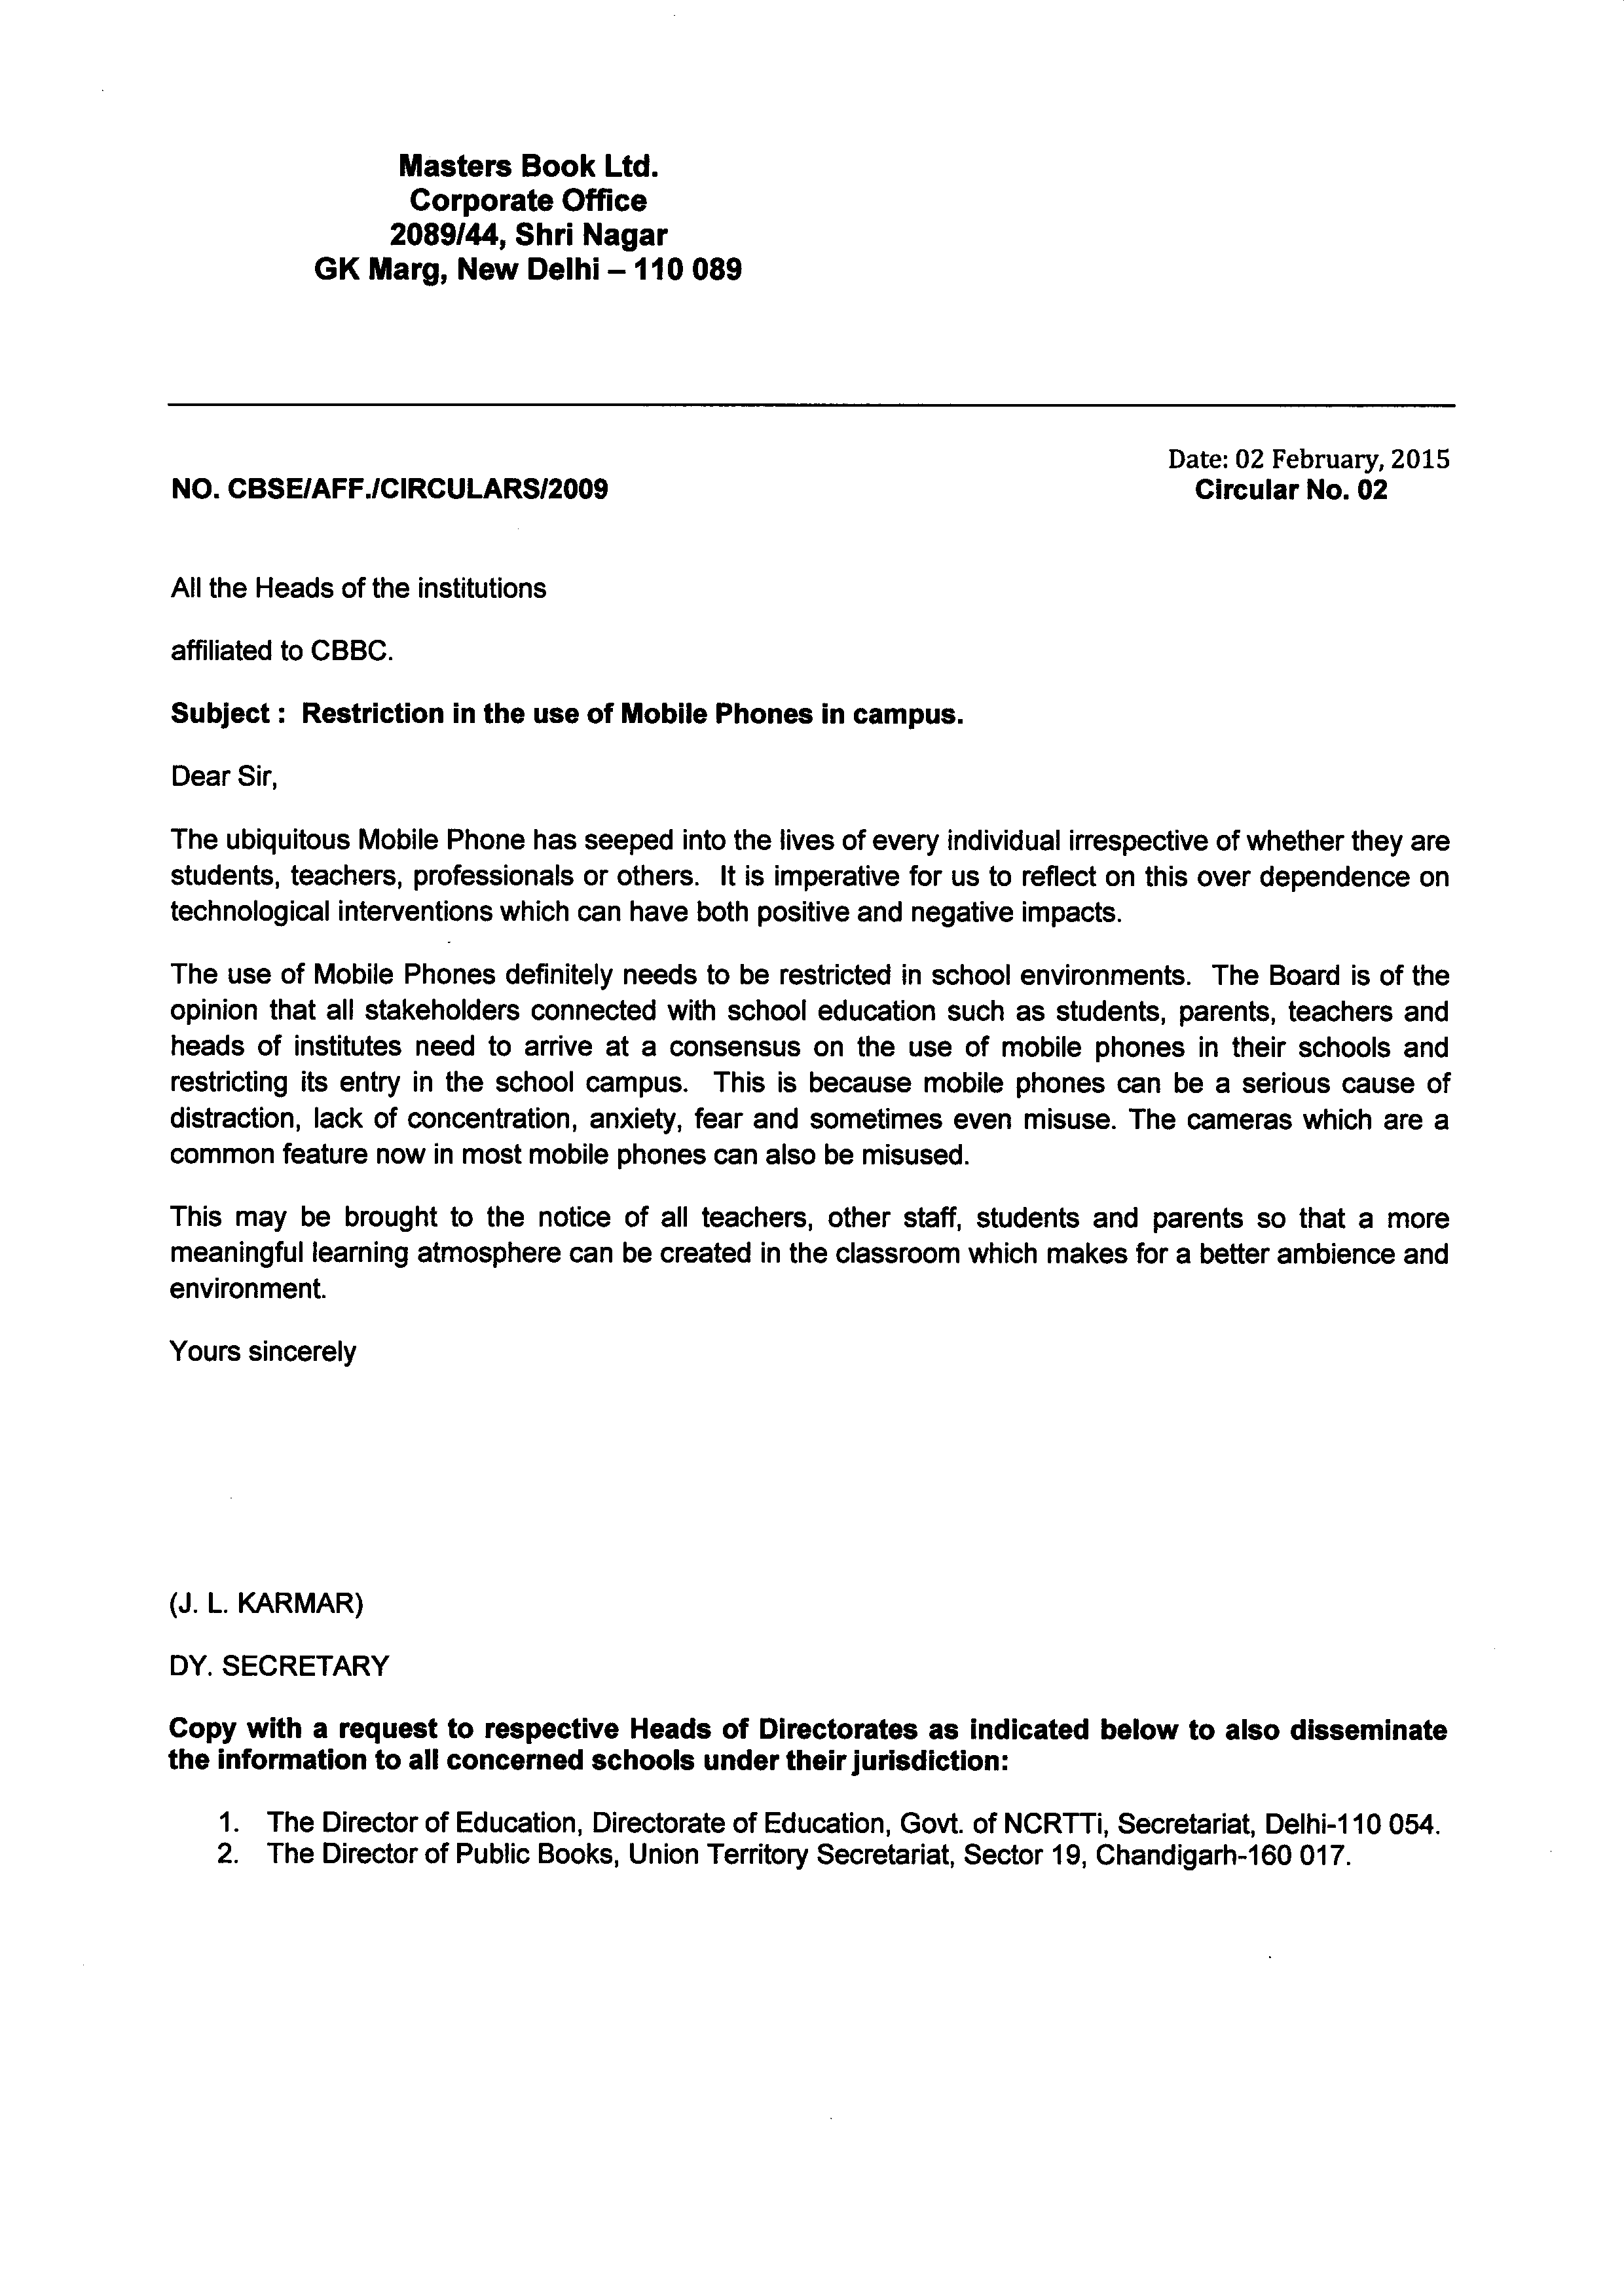 Masters Book Ltd.
Corporate Office
2089/44, Shri Nagar
GK Marg, New Delhi – 110 089
Date: 02 February, 2015
NO. CBSE/AFF./CIRCULARS/2009
Circular No. 02
All the Heads of the institutions
affiliated to CBBC.
Subject : Restriction in the use of Mobile Phones in campus.
Dear Sir,
The ubiquitous Mobile Phone has seeped into the lives of every individual irrespective of whether they are
students, teachers, professionals or others. It is imperative for us to reflect on this over dependence on
technological interventions which can have both positive and negative impacts.
The use of Mobile Phones definitely needs to be restricted in school environments. The Board is of the
opinion that all stakeholders connected with school education such as students, parents, teachers and
heads of institutes need to arrive at a consensus on the use of mobile phones in their schools and
restricting its entry in the school campus. This is because mobile phones can be a serious cause of
distraction, lack of concentration, anxiety, fear and sometimes even misuse. The cameras which are a
common feature now in most mobile phones can also be misused.
This may be brought to the notice of all teachers, other staff, students and parents so that a more
meaningful learning atmosphere can be created in the classroom which makes for a better ambience and
environment.
Yours sincerely
(J. L. KARMAR)
DY. SECRETARY
Copy with a request to respective Heads of Directorates as indicated below to also disseminate
the information to all concerned schools under their jurisdiction:
1. The Director of Education, Directorate of Education, Govt. of NCRTTi, Secretariat, Delhi-110 054.
2. The Director of Public Books, Union Territory Secretariat, Sector 19, Chandigarh-160 017.